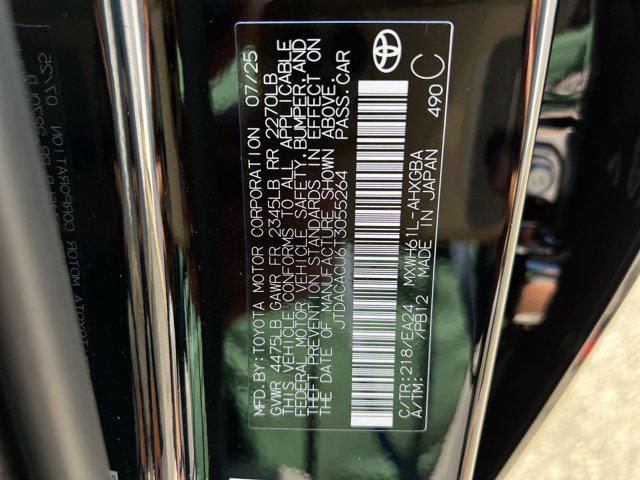 MFD.BY:TOYOTA MOTOR CORPORATION 07/25
GVWR 4475LB GAWR FR 2345LB RR 2270LB
THIS VEHICLE CONFORMS TO ALL APPLICABLE
FEDERAL MOTOR VEHICLE SAFETY, BUMPER, AND
THEFT PREVENTION STANDARDS IN EFFECT ON
THE DATE OF MANUFACTURE SHOWN ABOVE.
JTDACACU6T3055264 PASS.CAR
C/TR:218/EA24 MXWH61L-AHXGBA
A/TM: /PB12 MADE IN JAPAN
490 C